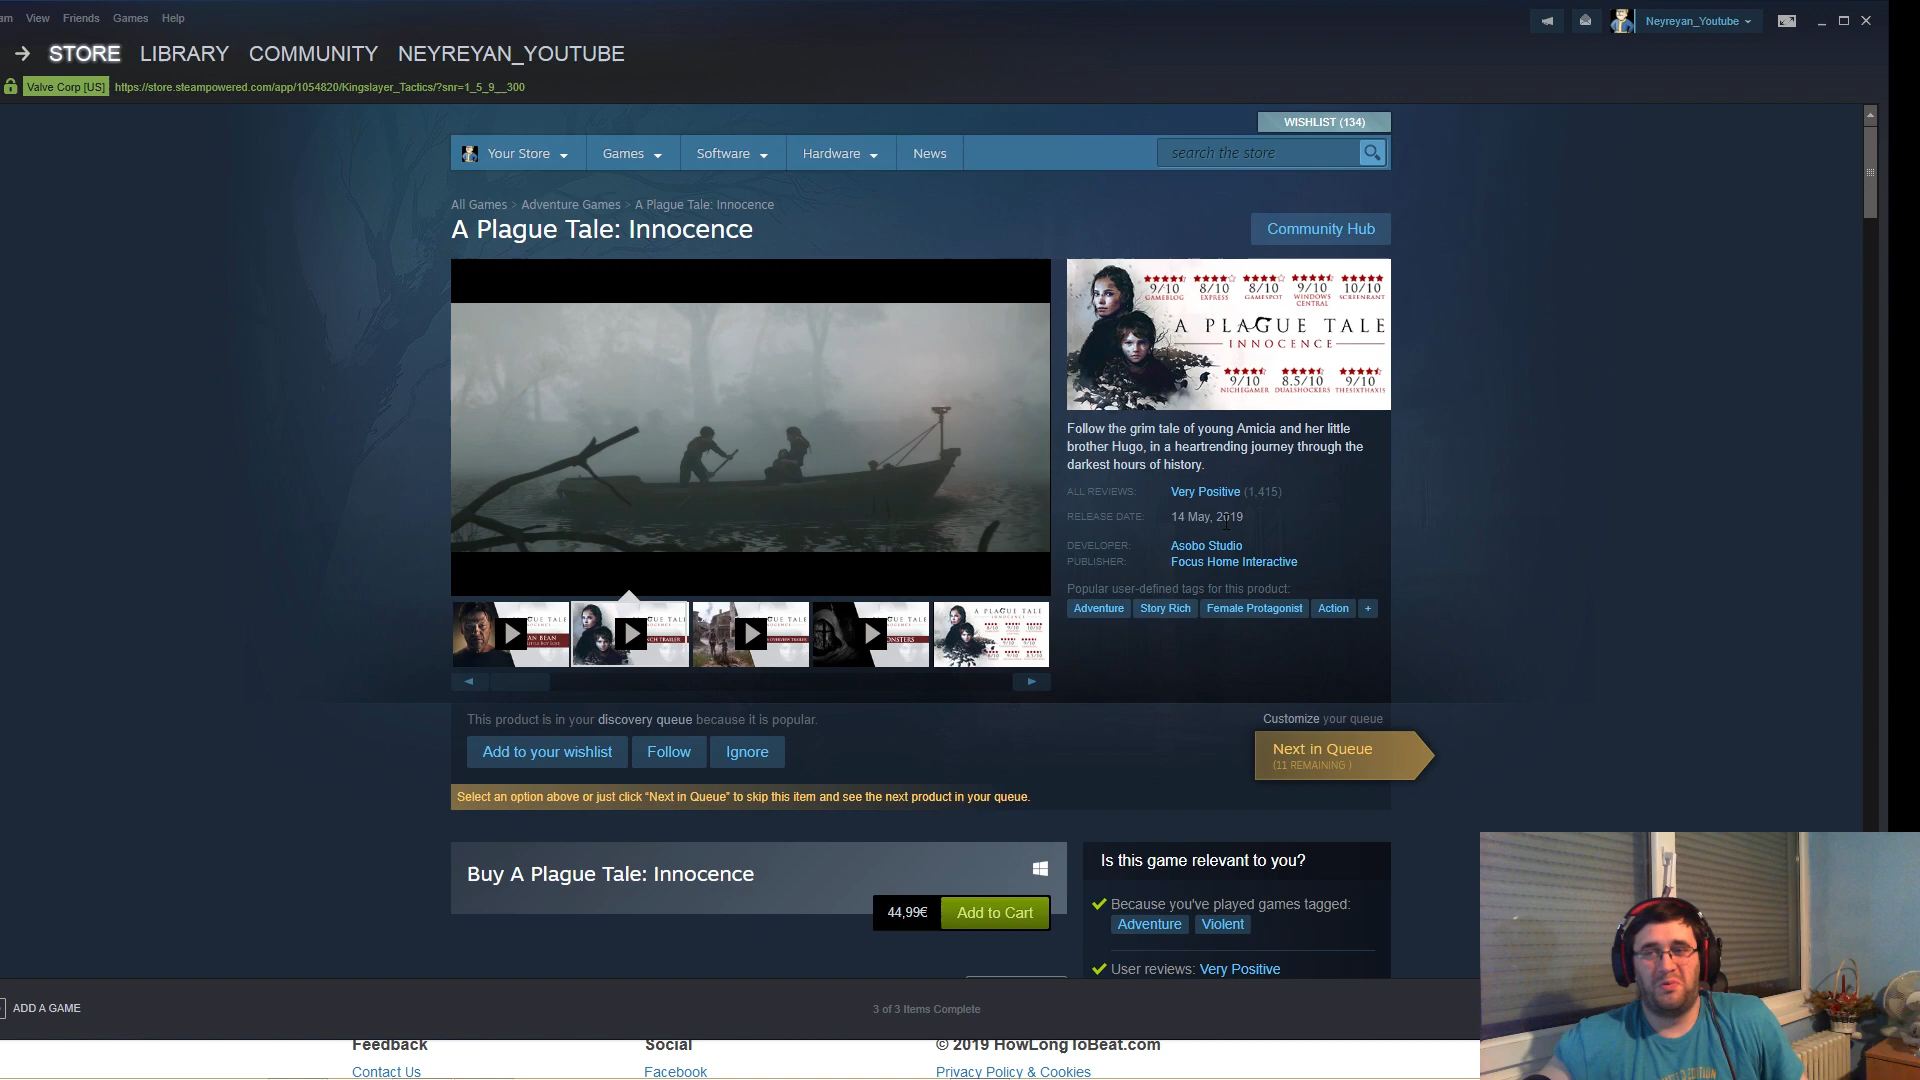 am View Friends Games Help
Neyreyan_Youtube
STORE LIBRARY COMMUNITY NEYREYAN_YOUTUBE
Valve Corp [US] https://store.steampowered.com/app/1054820/Kingslayer_Tactics/?snr=1_5_9__300
WISHLIST (134)
Your Store Games Software Hardware News search the store
All Games > Adventure Games > A Plague Tale: Innocence
A Plague Tale: Innocence
Community Hub
9/10 8/10 8/10 9/10 10/10
GAMEBLOG EXPRESS GAMESPOT WINDOWS CENTRAL SCREENRANT
A PLAGUE TALE
INNOCENCE
9/10 8.5/10 9/10
NICHEGAMER DUALSHOCKERS THESIXTHAXIS
Follow the grim tale of young Amicia and her little
brother Hugo, in a heartrending journey through the
darkest hours of history.
ALL REVIEWS: Very Positive (1,415)
RELEASE DATE: 14 May, 2019
DEVELOPER: Asobo Studio
PUBLISHER: Focus Home Interactive
Popular user-defined tags for this product:
Adventure Story Rich Female Protagonist Action +
This product is in your discovery queue because it is popular.
Customize your queue
Add to your wishlist Follow Ignore
Next in Queue
(11 REMAINING )
Select an option above or just click “Next in Queue” to skip this item and see the next product in your queue.
Buy A Plague Tale: Innocence
44,99€ Add to Cart
Is this game relevant to you?
Because you've played games tagged:
Adventure Violent
User reviews: Very Positive
ADD A GAME
3 of 3 Items Complete
Feedback Social © 2019 HowLongToBeat.com
Contact Us Facebook Privacy Policy & Cookies